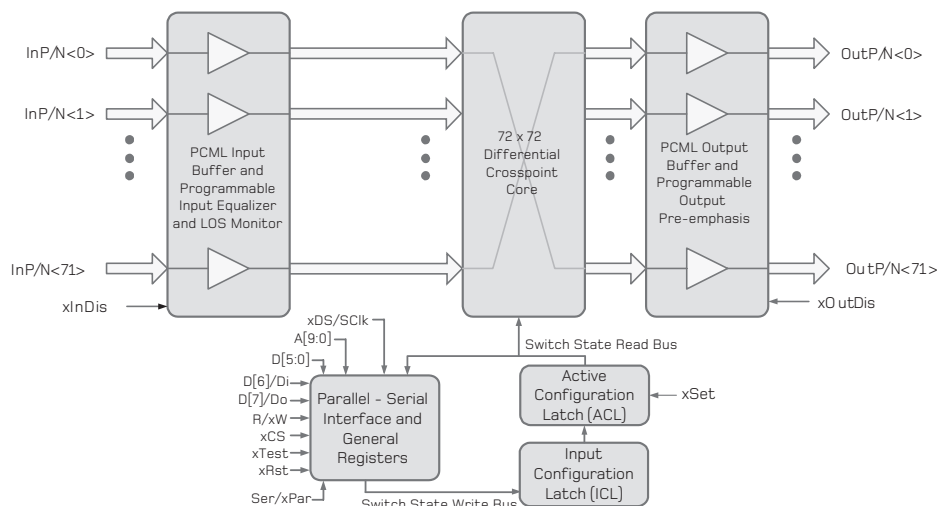 InP/N<0>
OutP/N<0>
InP/N<1>
OutP/N<1>
PCML Input
Buffer and
Programmable
Input Equalizer
and LOS Monitor
72 x 72
Differential
Crosspoint
Core
PCML Output
Buffer and
Programmable
Output
Pre-emphasis
InP/N<71>
OutP/N<71>
xInDis
xOutDis
xDS/SClk
A[9:0]
D[5:0]
D[6]/Di
D[7]/Do
R/xW
xCS
xTest
xRst
Ser/xPar
Parallel - Serial
Interface and
General
Registers
Switch State Read Bus
Active
Configuration
Latch (ACL)
xSet
Input
Configuration
Latch (ICL)
Switch State Write Bus